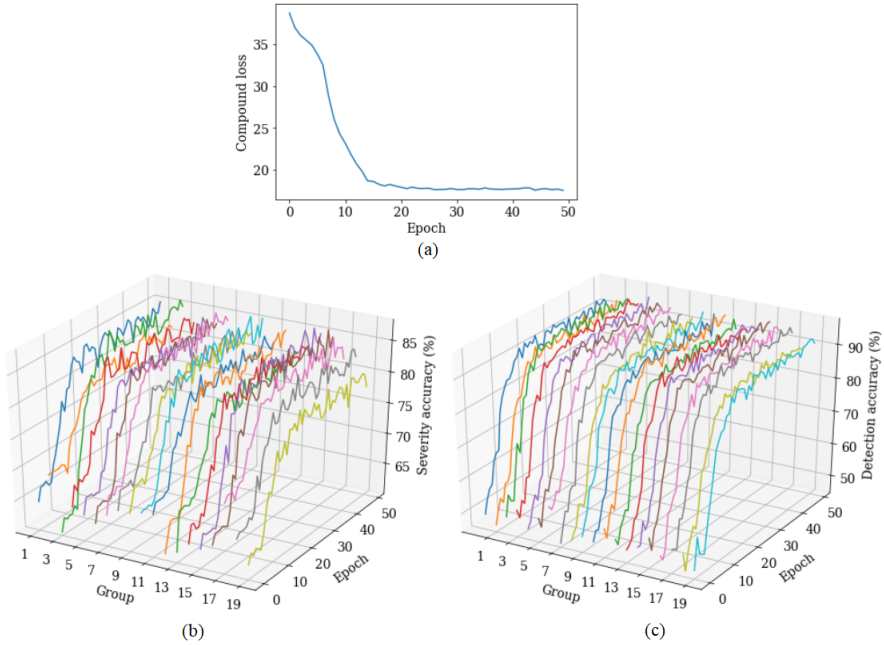 35
30
25
20
Compound loss
0 10 20 30 40 50
Epoch
(a)
85
80
75
70
65
Severity accuracy (%)
1 3 5 7 9 11 13 15 17 19
Group
0 10 20 30 40 50
Epoch
(b)
90
80
70
60
50
Detection accuracy (%)
1 3 5 7 9 11 13 15 17 19
Group
0 10 20 30 40 50
Epoch
(c)